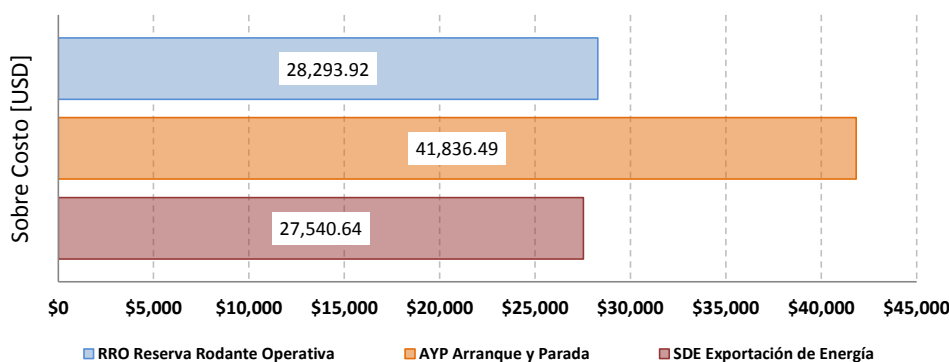 Sobre Costo [USD]
28,293.92
41,836.49
27,540.64
$0 $5,000 $10,000 $15,000 $20,000 $25,000 $30,000 $35,000 $40,000 $45,000
RRO Reserva Rodante Operativa AYP Arranque y Parada SDE Exportación de Energía